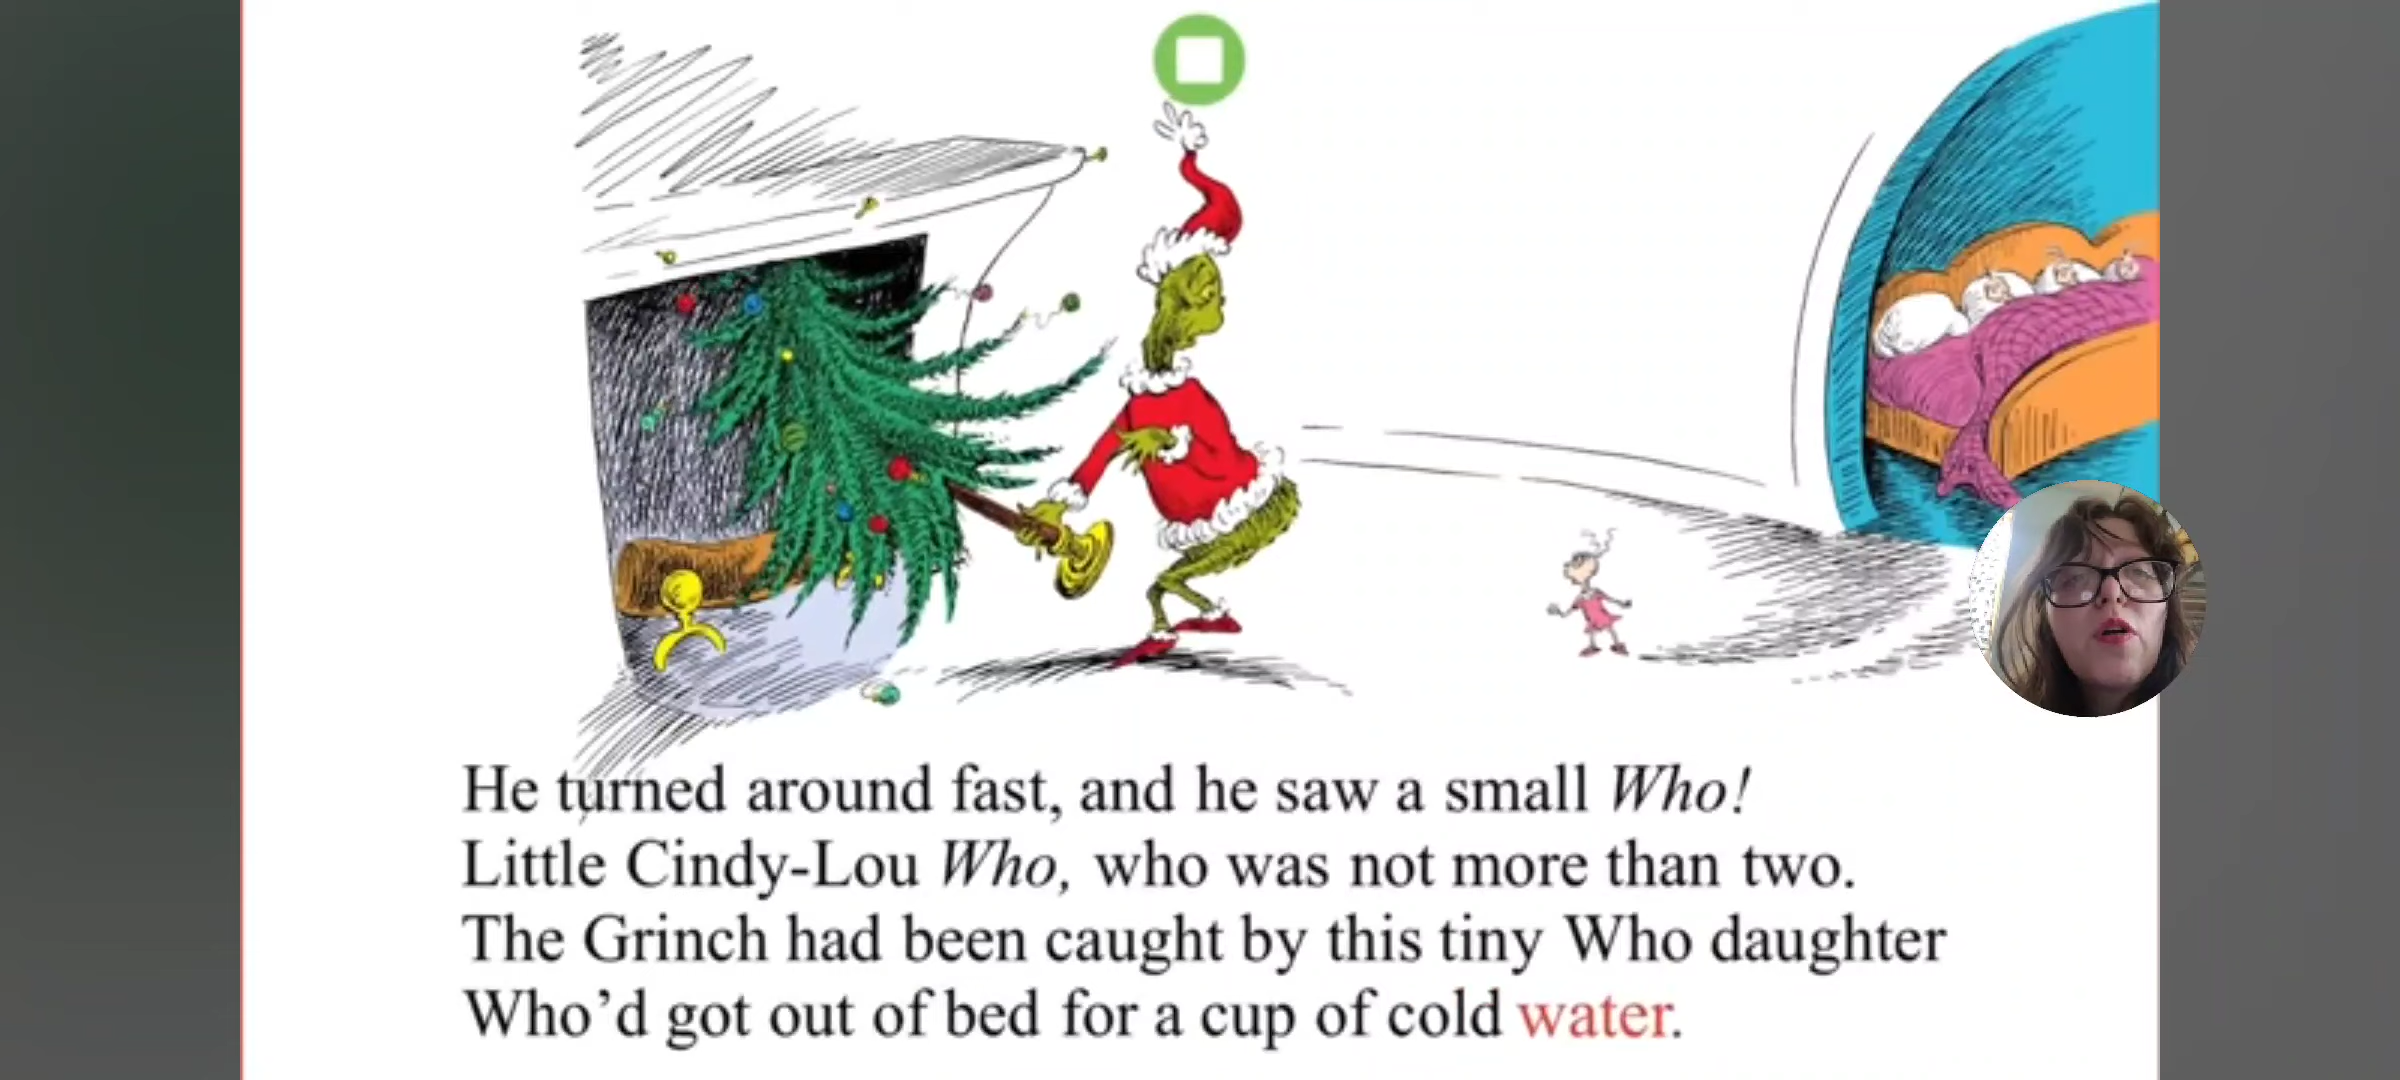 He turned around fast, and he saw a small Who!
Little Cindy-Lou Who, who was not more than two.
The Grinch had been caught by this tiny Who daughter
Who’d got out of bed for a cup of cold water.